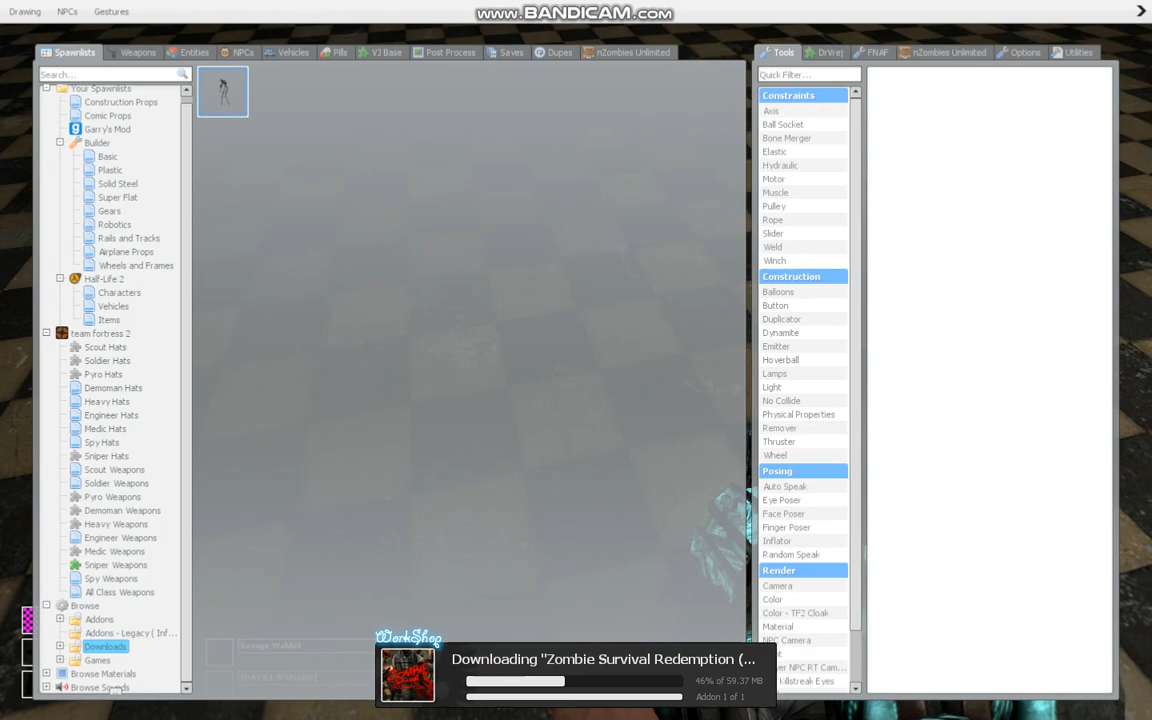 Drawing NPCs Gestures
www.BANDICAM.com
Spawnlists Weapons Entities NPCs Vehicles Pills VJ Base Post Process Saves Dupes nZombies Unlimited
Tools DrVrej FNAF nZombies Unlimited Options Utilities
Search...
Your Spawnlists
Construction Props
Comic Props
Garry's Mod
Builder
Basic
Plastic
Solid Steel
Super Flat
Gears
Robotics
Rails and Tracks
Airplane Props
Wheels and Frames
Half-Life 2
Characters
Vehicles
Items
team fortress 2
Scout Hats
Soldier Hats
Pyro Hats
Demoman Hats
Heavy Hats
Engineer Hats
Medic Hats
Spy Hats
Sniper Hats
Scout Weapons
Soldier Weapons
Pyro Weapons
Demoman Weapons
Heavy Weapons
Engineer Weapons
Medic Weapons
Sniper Weapons
Spy Weapons
All Class Weapons
Browse
Addons
Addons - Legacy ( Inf...
Downloads
Games
Browse Materials
Browse Sounds
Savage Wabbit
Quick Filter...
Constraints
Axis
Ball Socket
Bone Merger
Elastic
Hydraulic
Motor
Muscle
Pulley
Rope
Slider
Weld
Winch
Construction
Balloons
Button
Duplicator
Dynamite
Emitter
Hoverball
Lamps
Light
No Collide
Physical Properties
Remover
Thruster
Wheel
Posing
Auto Speak
Eye Poser
Face Poser
Finger Poser
Inflator
Random Speak
Render
Camera
Color
Color - TF2 Cloak
Material
NPC Camera
er NPC RT Cam...
Killstreak Eyes
WorkShop
Downloading "Zombie Survival Redemption (...
46% of 59.37 MB
Addon 1 of 1